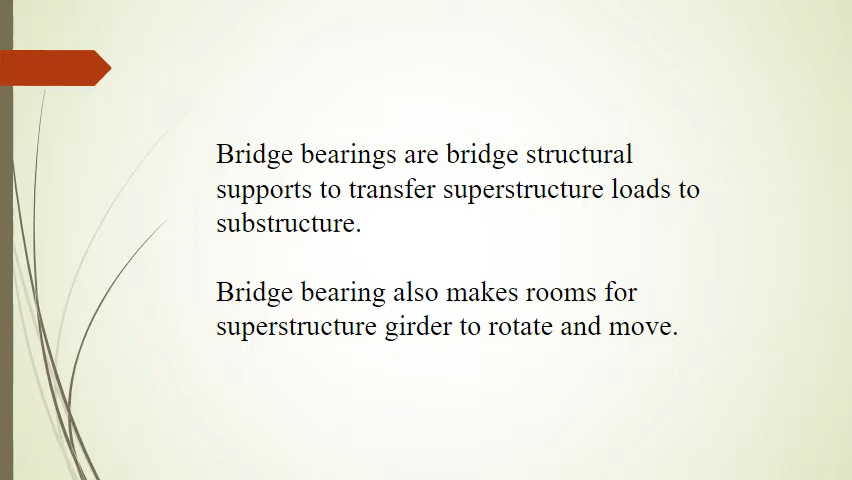 Bridge bearings are bridge structural
supports to transfer superstructure loads to
substructure.
Bridge bearing also makes rooms for
superstructure girder to rotate and move.